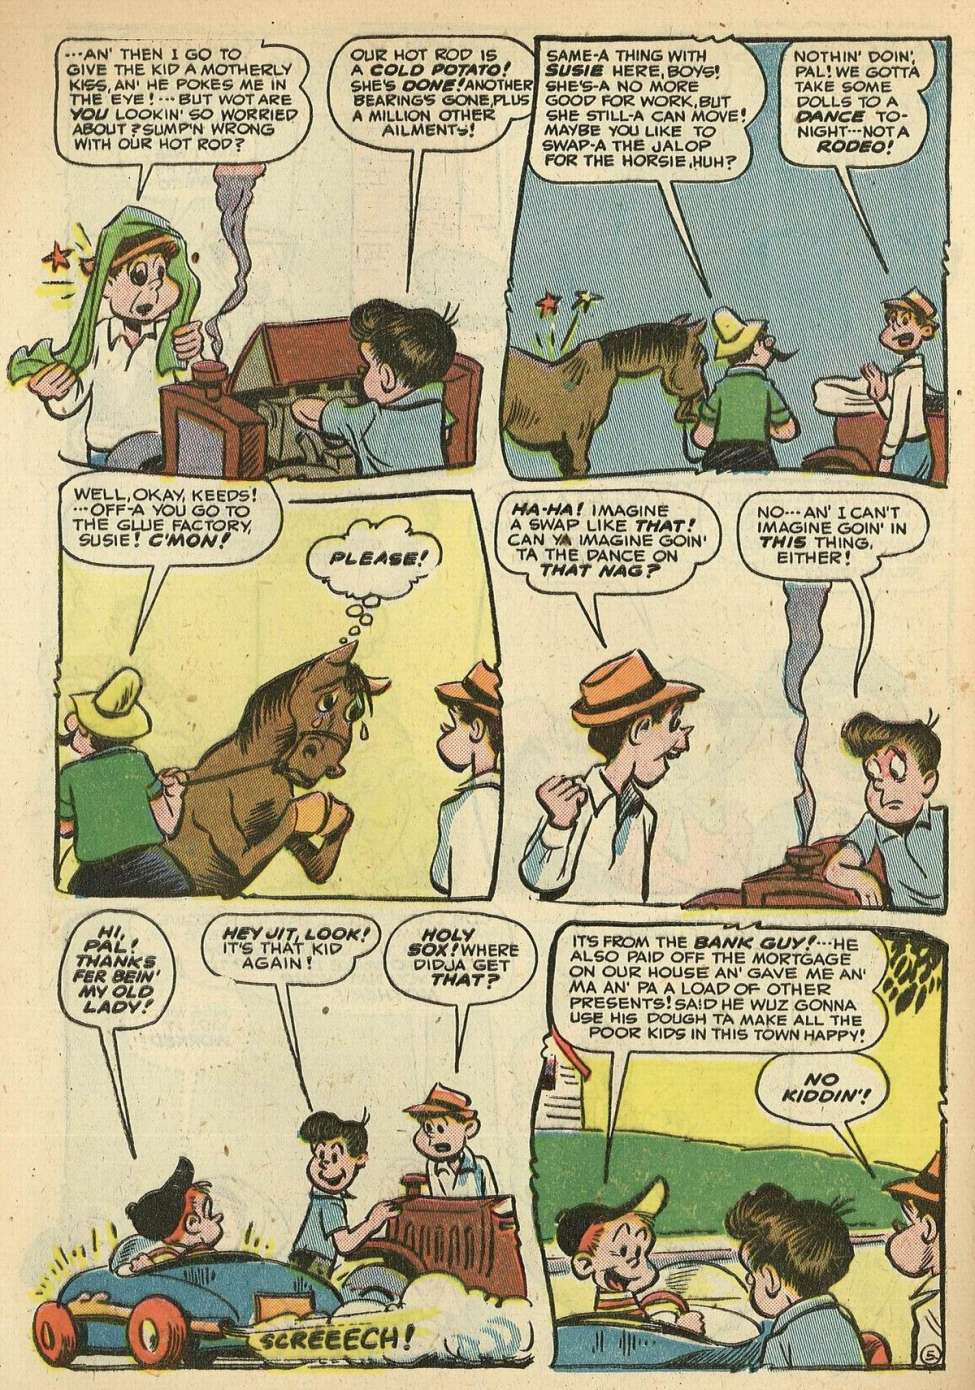 ...AN' THEN I GO TO
GIVE THE KID A MOTHERLY
KISS, AN' HE POKES ME IN
THE EYE!...BUT WOT ARE
YOU LOOKIN' SO WORRIED
ABOUT? SUMP'N WRONG
WITH OUR HOT ROD?
OUR HOT ROD IS
A COLD POTATO!
SHE'S DONE! ANOTHER
BEARING'S GONE, PLUS
A MILLION OTHER
AILMENTS!
SAME-A THING WITH
SUSIE HERE, BOYS!
SHE'S-A NO MORE
GOOD FOR WORK, BUT
SHE STILL-A CAN MOVE!
MAYBE YOU LIKE TO
SWAP-A THE JALOP
FOR THE HORSIE, HUH?
NOTHIN' DOIN',
PAL! WE GOTTA
TAKE SOME
DOLLS TO A
DANCE TO-
NIGHT---NOT A
RODEO!
WELL, OKAY, KEEDS!
...OFF-A YOU GO TO
THE GLUE FACTORY,
SUSIE! C'MON!
PLEASE!
HA-HA! IMAGINE
A SWAP LIKE THAT!
CAN YA IMAGINE GOIN'
TA THE DANCE ON
THAT NAG?
NO--- AN' I CAN'T
IMAGINE GOIN' IN
THIS THING,
EITHER!
HI,
PAL!
THANKS
FER BEIN'
MY OLD
LADY!
HEY JIT, LOOK!
IT'S THAT KID
AGAIN!
HOLY
SOX! WHERE
DIDJA GET
THAT?
SCREEECH!
IT'S FROM THE BANK GUY!...HE
ALSO PAID OFF THE MORTGAGE
ON OUR HOUSE AN' GAVE ME AN'
MA AN' PA A LOAD OF OTHER
PRESENTS! SAID HE WUZ GONNA
USE HIS DOUGH TA MAKE ALL THE
POOR KIDS IN THIS TOWN HAPPY!
NO
KIDDIN'!
5